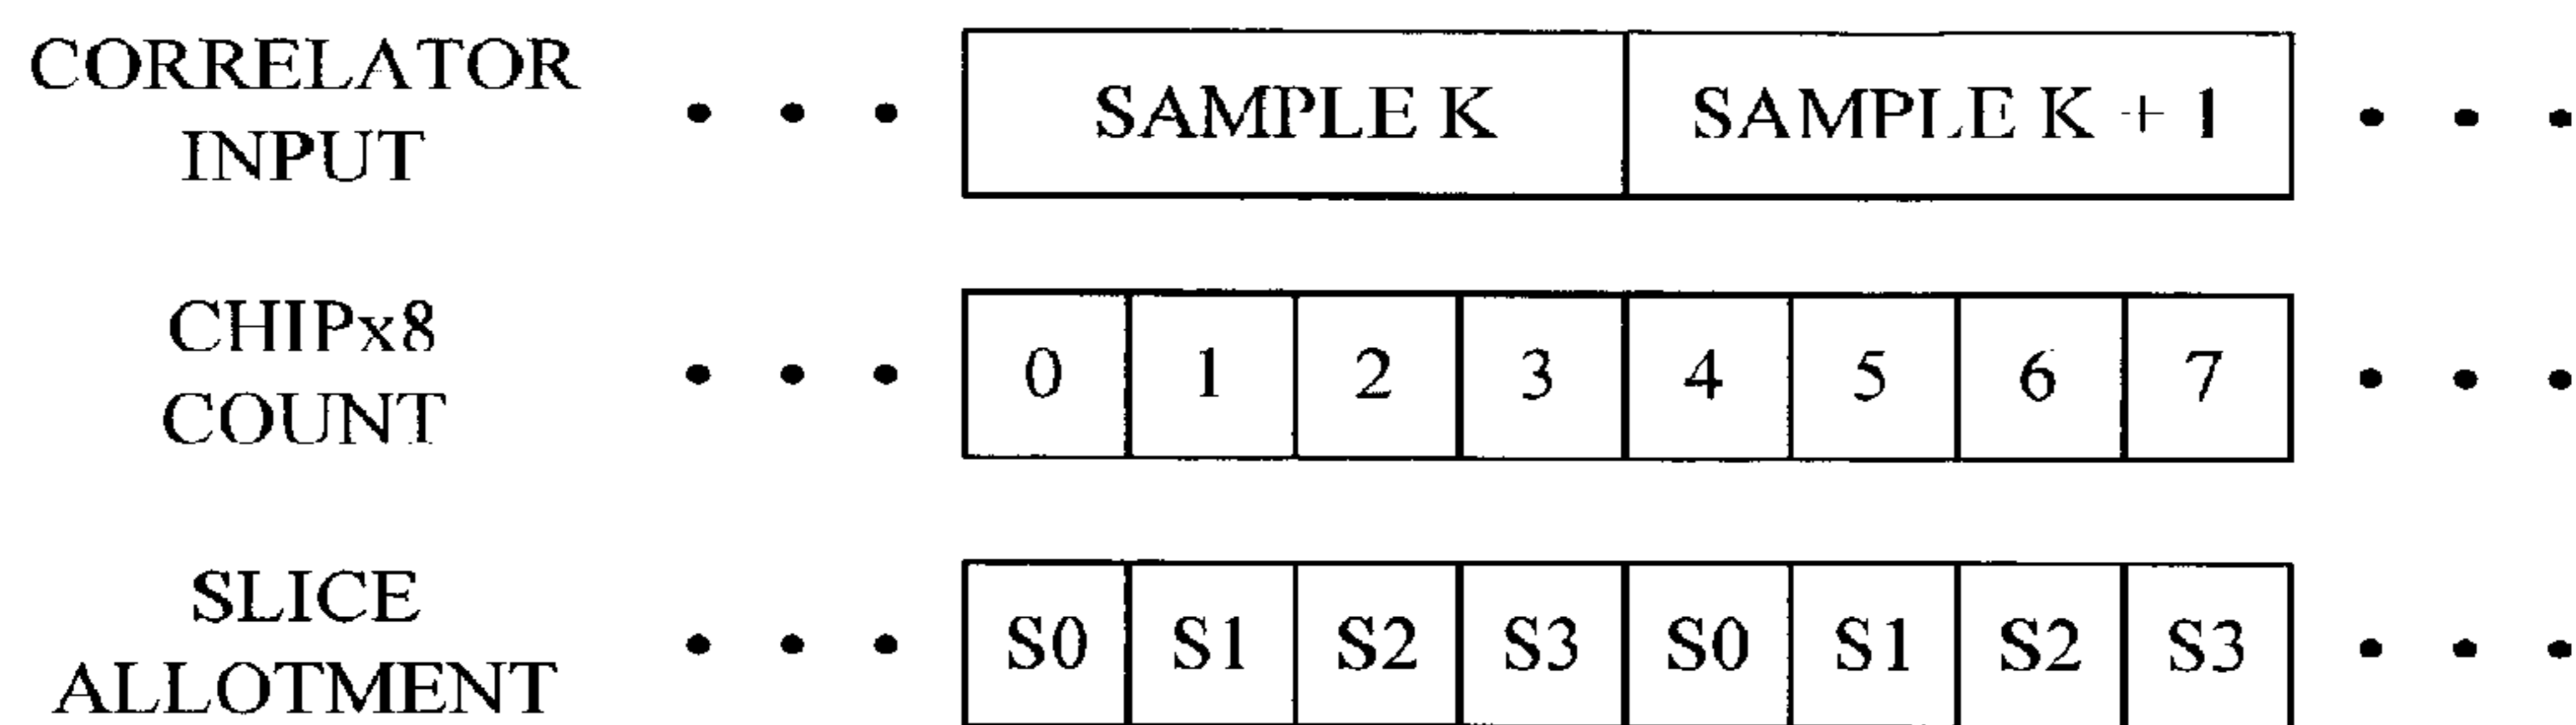 CORRELATOR
INPUT
SAMPLE K
SAMPLE K + 1
CHIPx8
COUNT
0 1 2 3 4 5 6 7
SLICE
ALLOTMENT
S0 S1 S2 S3 S0 S1 S2 S3